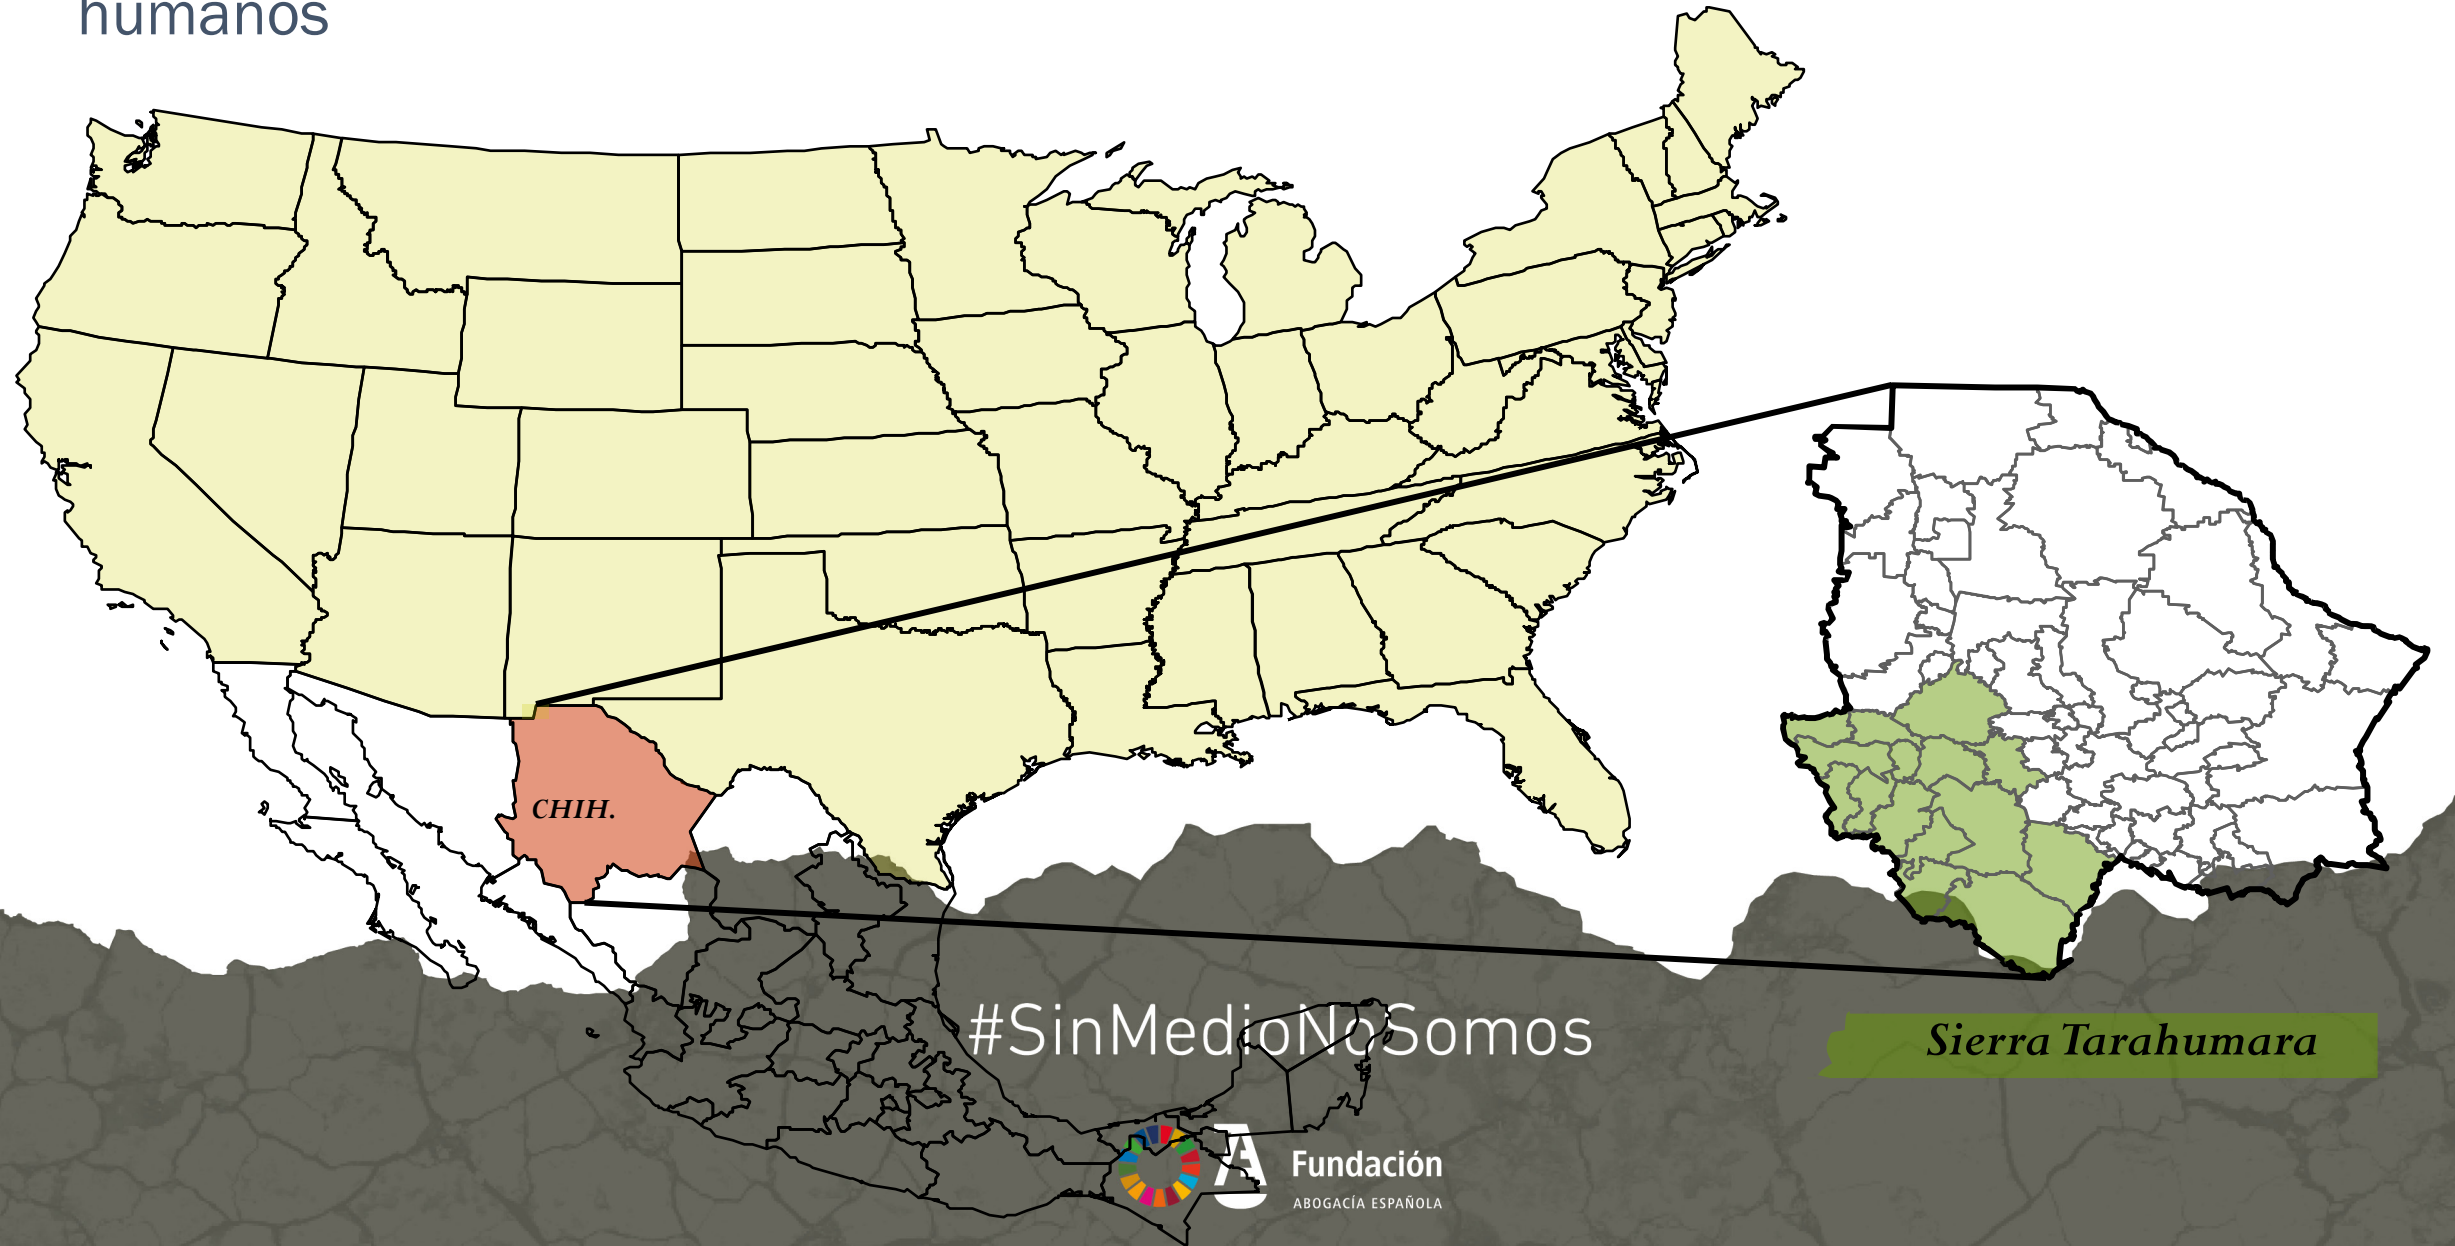 humanos
CHIH.
#SinMedioNoSomos
Sierra Tarahumara
Fundación
ABOGACÍA ESPAÑOLA